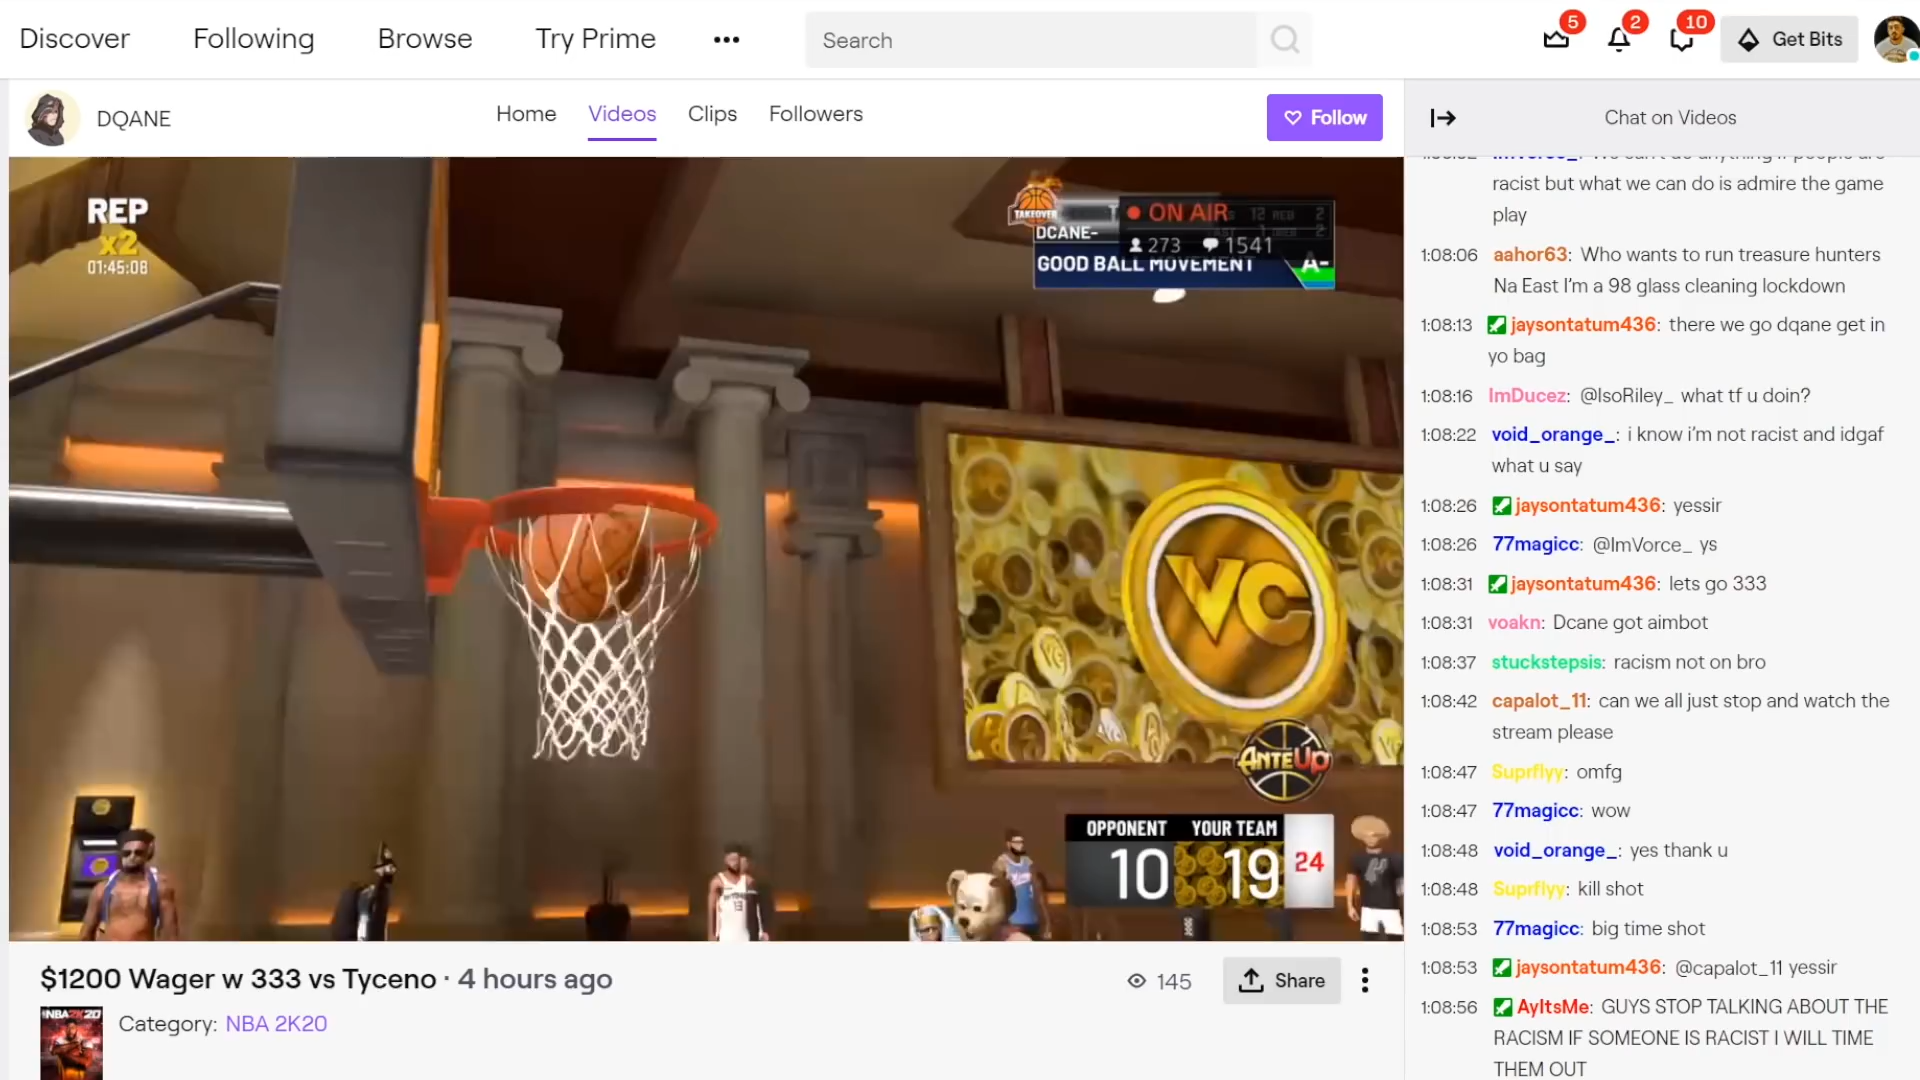 Discover
Following
Browse
Try Prime
Search
5
2
10
Get Bits
DQANE
Home
Videos
Clips
Followers
Follow
Chat on Videos
REP
x2
01:45:08
TAKEOVER
ON AIR
12 REB 2
DCANE-
273 1541
GOOD BALL MOVEMENT
A-
VC
ANTEUP
OPPONENT YOUR TEAM
10 19 24
13
$1200 Wager w 333 vs Tyceno · 4 hours ago
145
Share
NBA 2K20
Category: NBA 2K20
racist but what we can do is admire the game
play
1:08:06 aahor63: Who wants to run treasure hunters
Na East I'm a 98 glass cleaning lockdown
1:08:13 jaysontatum436: there we go dqane get in
yo bag
1:08:16 ImDucez: @IsoRiley_ what tf u doin?
1:08:22 void_orange_: i know i'm not racist and idgaf
what u say
1:08:26 jaysontatum436: yessir
1:08:26 77magicc: @ImVorce_ ys
1:08:31 jaysontatum436: lets go 333
1:08:31 voakn: Dcane got aimbot
1:08:37 stuckstepsis: racism not on bro
1:08:42 capalot_11: can we all just stop and watch the
stream please
1:08:47 Suprflyy: omfg
1:08:47 77magicc: wow
1:08:48 void_orange_: yes thank u
1:08:48 Suprflyy: kill shot
1:08:53 77magicc: big time shot
1:08:53 jaysontatum436: @capalot_11 yessir
1:08:56 AyItsMe: GUYS STOP TALKING ABOUT THE
RACISM IF SOMEONE IS RACIST I WILL TIME
THEM OUT